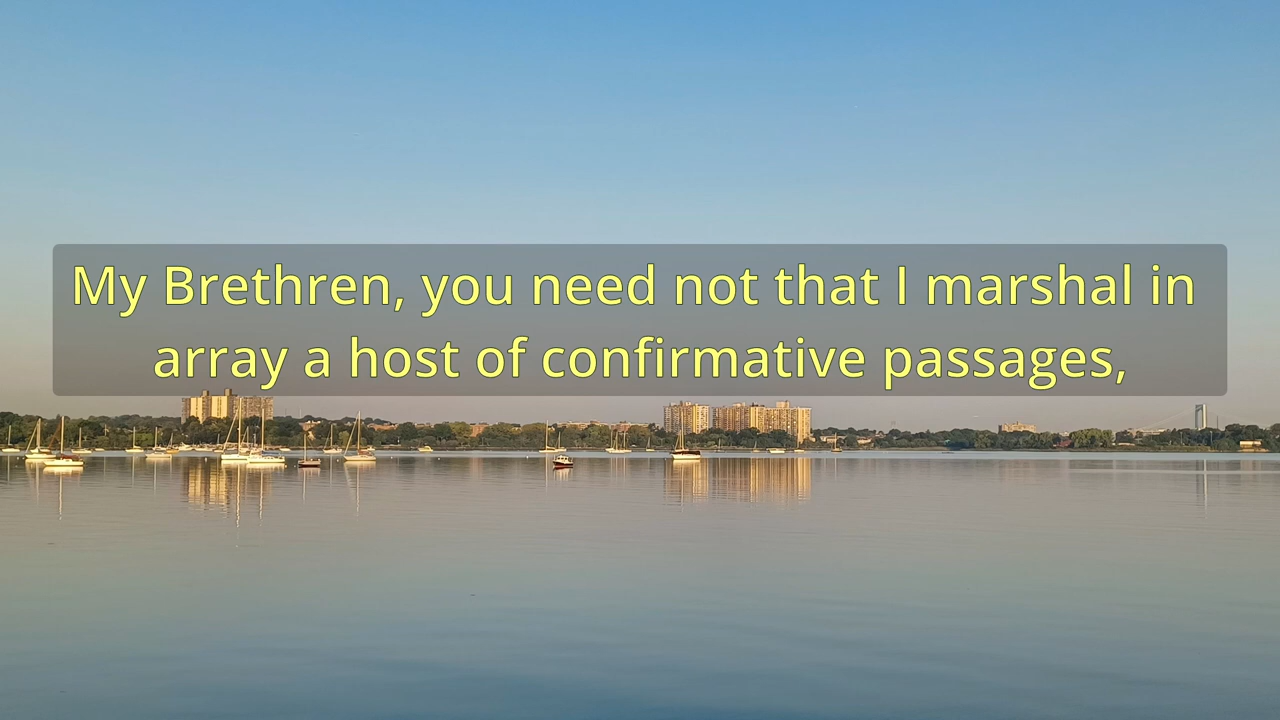 My Brethren, you need not that I marshal in
array a host of confirmative passages,